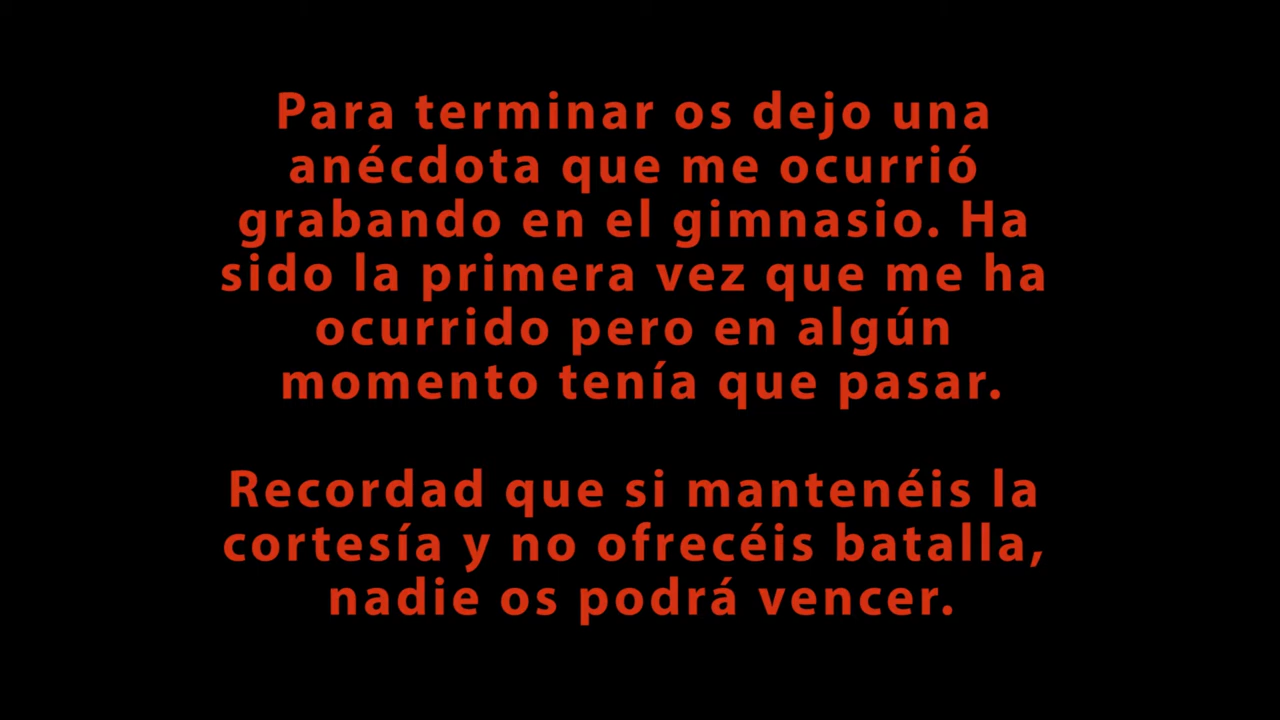 Para terminar os dejo una
anécdota que me ocurrió
grabando en el gimnasio. Ha
sido la primera vez que me ha
ocurrido pero en algún
momento tenía que pasar.
Recordad que si mantenéis la
cortesía y no ofrecéis batalla,
nadie os podrá vencer.